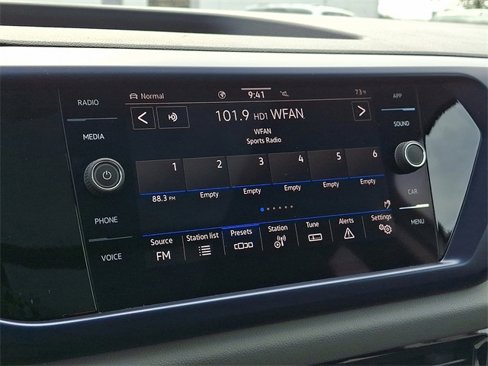 RADIO
MEDIA
PHONE
VOICE
Normal 9:41 73°F
HD 101.9 HD1 WFAN
WFAN
Sports Radio
1 2 3 4 5 6
88.3 FM Empty Empty Empty Empty Empty
Source Station list Presets Station Tune Alerts Settings
FM
APP
SOUND
CAR
MENU